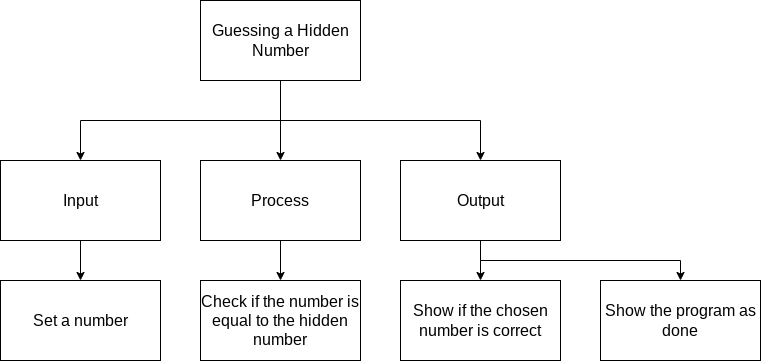 Guessing a Hidden
Number
Input
Process
Output
Set a number
Check if the number is
equal to the hidden
number
Show if the chosen
number is correct
Show the program as
done